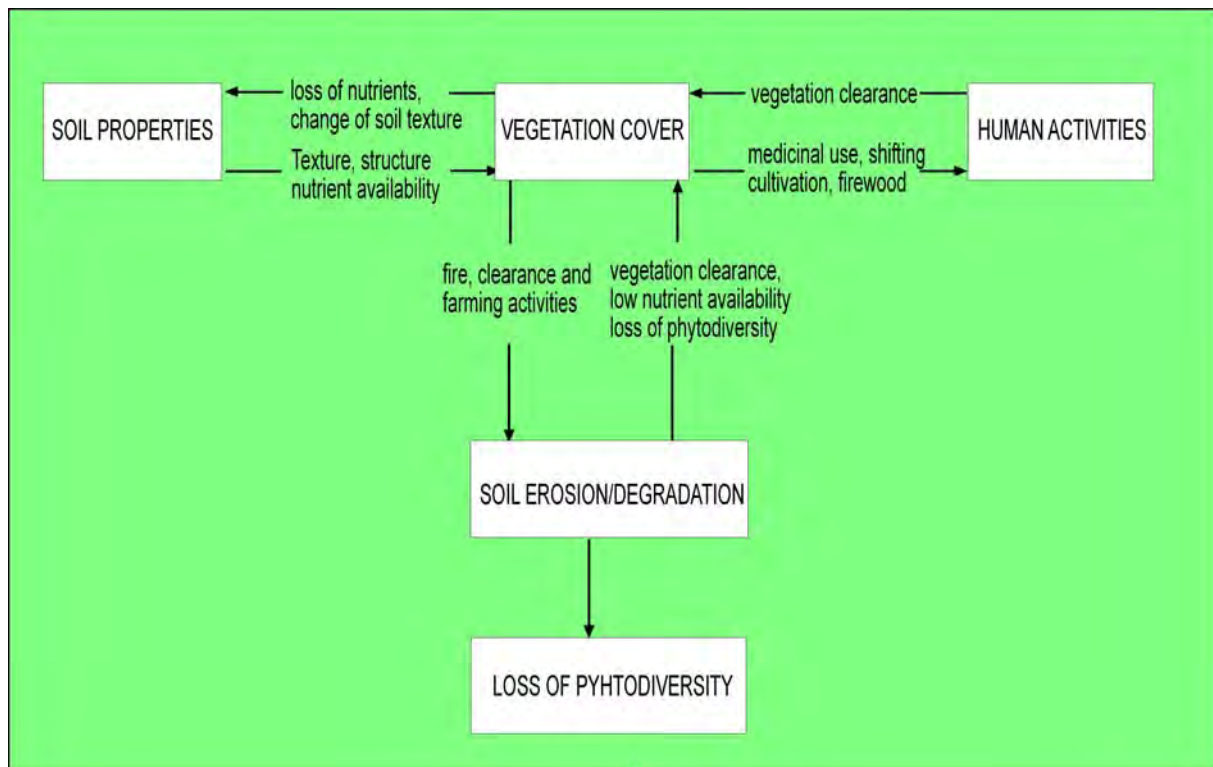 loss of nutrients,
change of soil texture
vegetation clearance
SOIL PROPERTIES
VEGETATION COVER
HUMAN ACTIVITIES
Texture, structure
nutrient availability
medicinal use, shifting
cultivation, firewood
fire, clearance and
farming activities
vegetation clearance,
low nutrient availability
loss of phytodiversity
SOIL EROSION/DEGRADATION
LOSS OF PYHTODIVERSITY